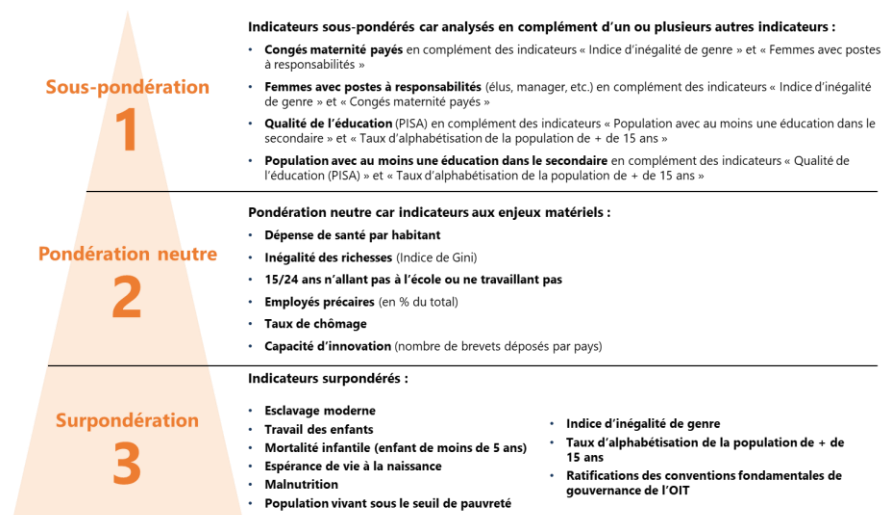 Indicateurs sous-pondérés car analysés en complément d'un ou plusieurs autres indicateurs :
• Congés maternité payés en complément des indicateurs « Indice d'inégalité de genre » et « Femmes avec postes
à responsabilités »
Sous-pondération
1
• Femmes avec postes à responsabilités (élus, manager, etc.) en complément des indicateurs « Indice d'inégalité
de genre » et « Congés maternité payés »
• Qualité de l'éducation (PISA) en complément des indicateurs « Population avec au moins une éducation dans le
secondaire » et « Taux d'alphabétisation de la population de + de 15 ans »
• Population avec au moins une éducation dans le secondaire en complément des indicateurs « Qualité de
l'éducation (PISA) » et « Taux d'alphabétisation de la population de + de 15 ans »
Pondération neutre car indicateurs aux enjeux matériels :
Pondération neutre
2
• Dépense de santé par habitant
• Inégalité des richesses (Indice de Gini)
• 15/24 ans n'allant pas à l'école ou ne travaillant pas
• Employés précaires (en % du total)
• Taux de chômage
• Capacité d'innovation (nombre de brevets déposés par pays)
Indicateurs surpondérés :
Surpondération
3
• Esclavage moderne
• Travail des enfants
• Mortalité infantile (enfant de moins de 5 ans)
• Espérance de vie à la naissance
• Malnutrition
• Population vivant sous le seuil de pauvreté
• Indice d'inégalité de genre
• Taux d'alphabétisation de la population de + de
15 ans
• Ratifications des conventions fondamentales de
gouvernance de l'OIT